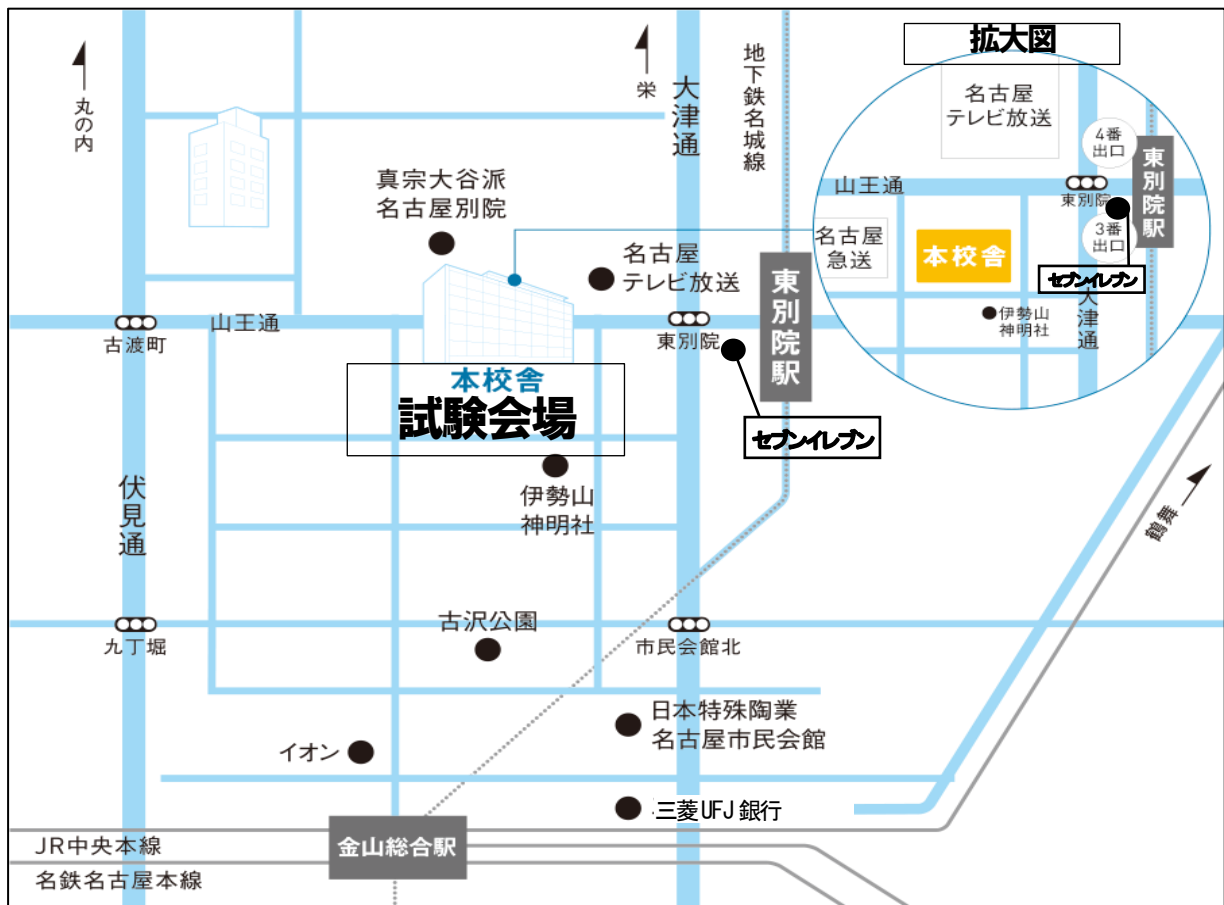 丸の内
栄
大津通
地下鉄名城線
拡大図
名古屋
テレビ放送
4番
出口
東別院駅
山王通
東別院
3番
出口
名古屋
急送
本校舎
セブンイレブン
伊勢山
神明社
大津通
真宗大谷派
名古屋別院
名古屋
テレビ放送
東別院駅
山王通
古渡町
東別院
本校舎
試験会場
セブンイレブン
伊勢山
神明社
伏見通
鶴舞
古沢公園
九丁堀
市民会館北
日本特殊陶業
名古屋市民会館
イオン
三菱UFJ銀行
金山総合駅
JR中央本線
名鉄名古屋本線